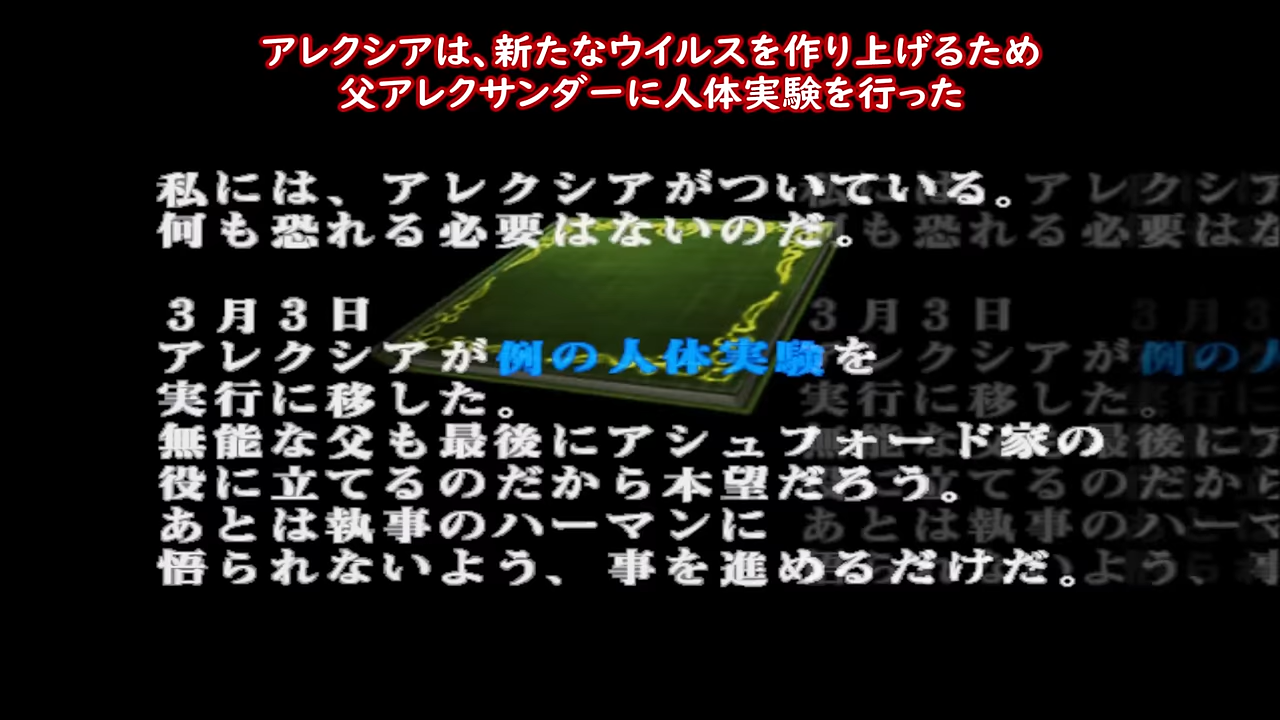 アレクシアは、新たなウイルスを作り上げるため
父アレクサンダーに人体実験を行った
私には、アレクシアがついている。
何も恐れる必要はないのだ。
3月3日
アレクシアが例の人体実験を
実行に移した。
無能な父も最後にアシュフォード家の
役に立てるのだから本望だろう。
あとは執事のハーマンに
悟られないよう、事を進めるだけだ。